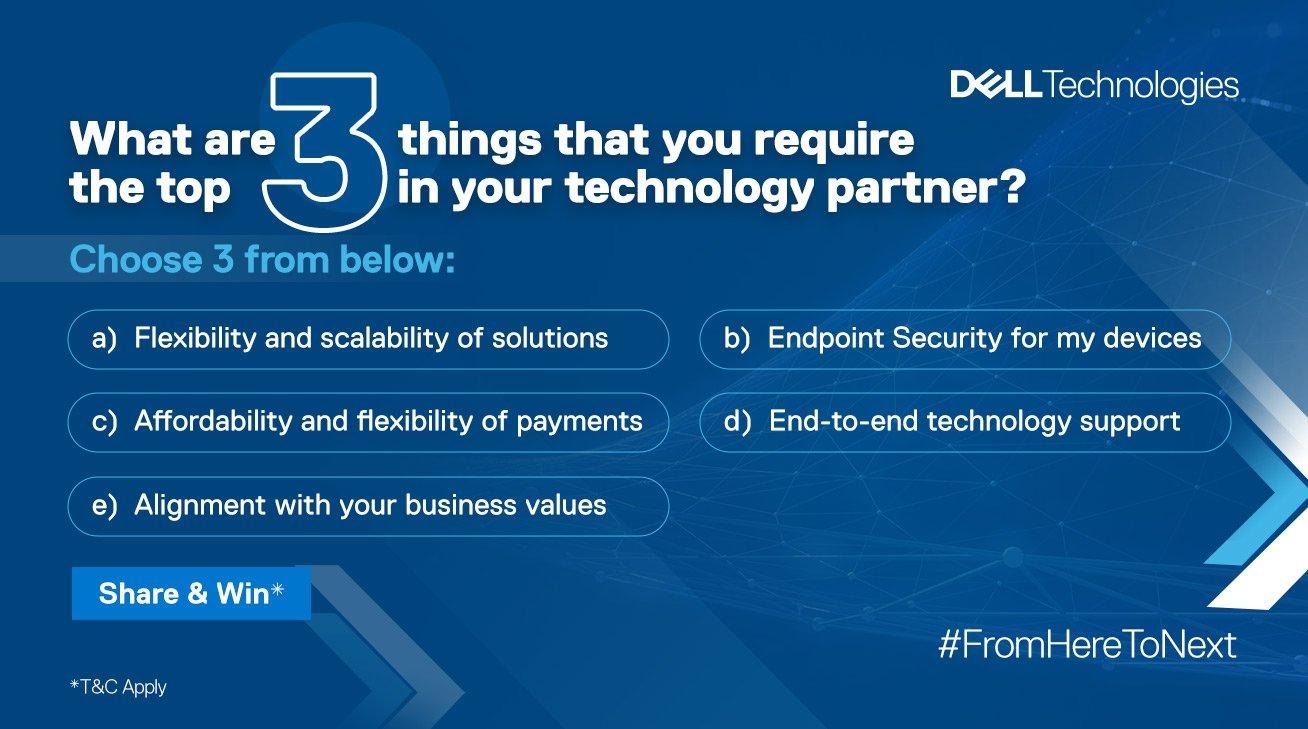 DELLTechnologies
What are 3 things that you require
the top in your technology partner?
Choose 3 from below:
a) Flexibility and scalability of solutions
b) Endpoint Security for my devices
c) Affordability and flexibility of payments
d) End-to-end technology support
e) Alignment with your business values
Share & Win*
#FromHereToNext
*T&C Apply